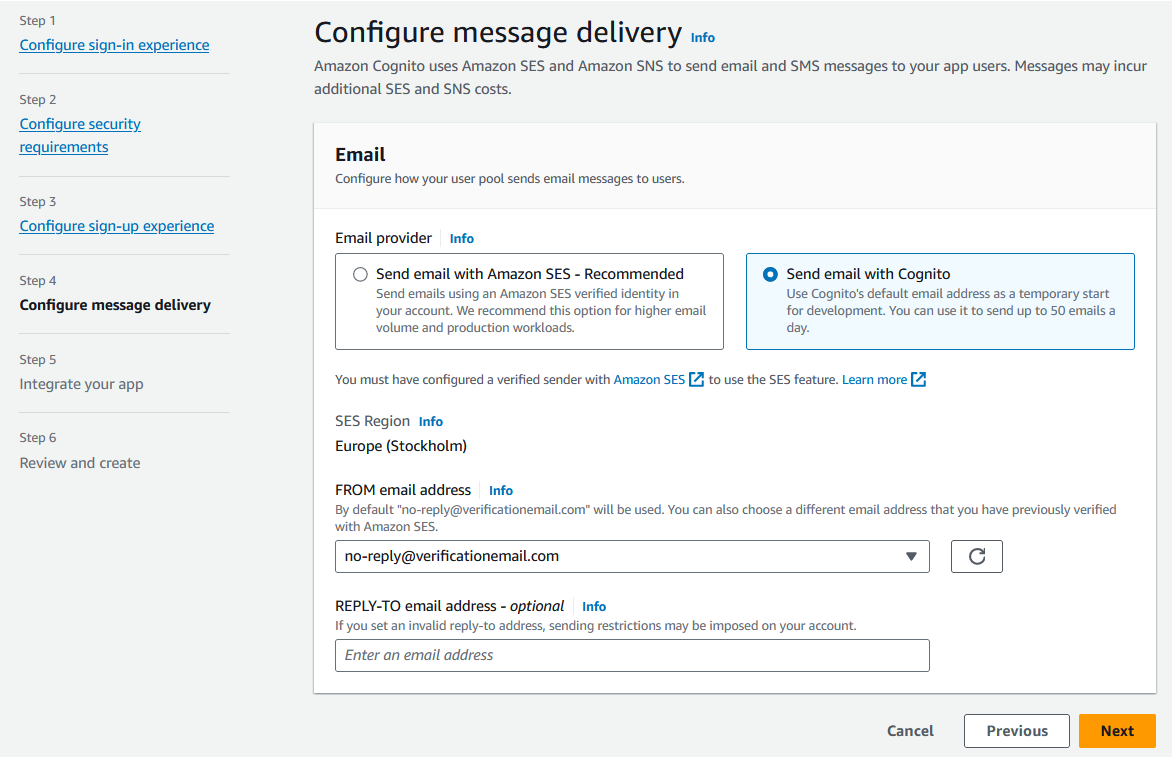 Step 1
Configure sign-in experience
Step 2
Configure security
requirements
Step 3
Configure sign-up experience
Step 4
Configure message delivery
Step 5
Integrate your app
Step 6
Review and create
Configure message delivery Info
Amazon Cognito uses Amazon SES and Amazon SNS to send email and SMS messages to your app users. Messages may incur
additional SES and SNS costs.
Email
Configure how your user pool sends email messages to users.
Email provider Info
Send email with Amazon SES - Recommended
Send emails using an Amazon SES verified identity in
your account. We recommend this option for higher email
volume and production workloads.
Send email with Cognito
Use Cognito's default email address as a temporary start
for development. You can use it to send up to 50 emails a
day.
You must have configured a verified sender with Amazon SES to use the SES feature. Learn more
SES Region Info
Europe (Stockholm)
FROM email address Info
By default "no-reply@verificationemail.com" will be used. You can also choose a different email address that you have previously verified
with Amazon SES.
no-reply@verificationemail.com
REPLY-TO email address - optional Info
If you set an invalid reply-to address, sending restrictions may be imposed on your account.
Enter an email address
Cancel Previous Next